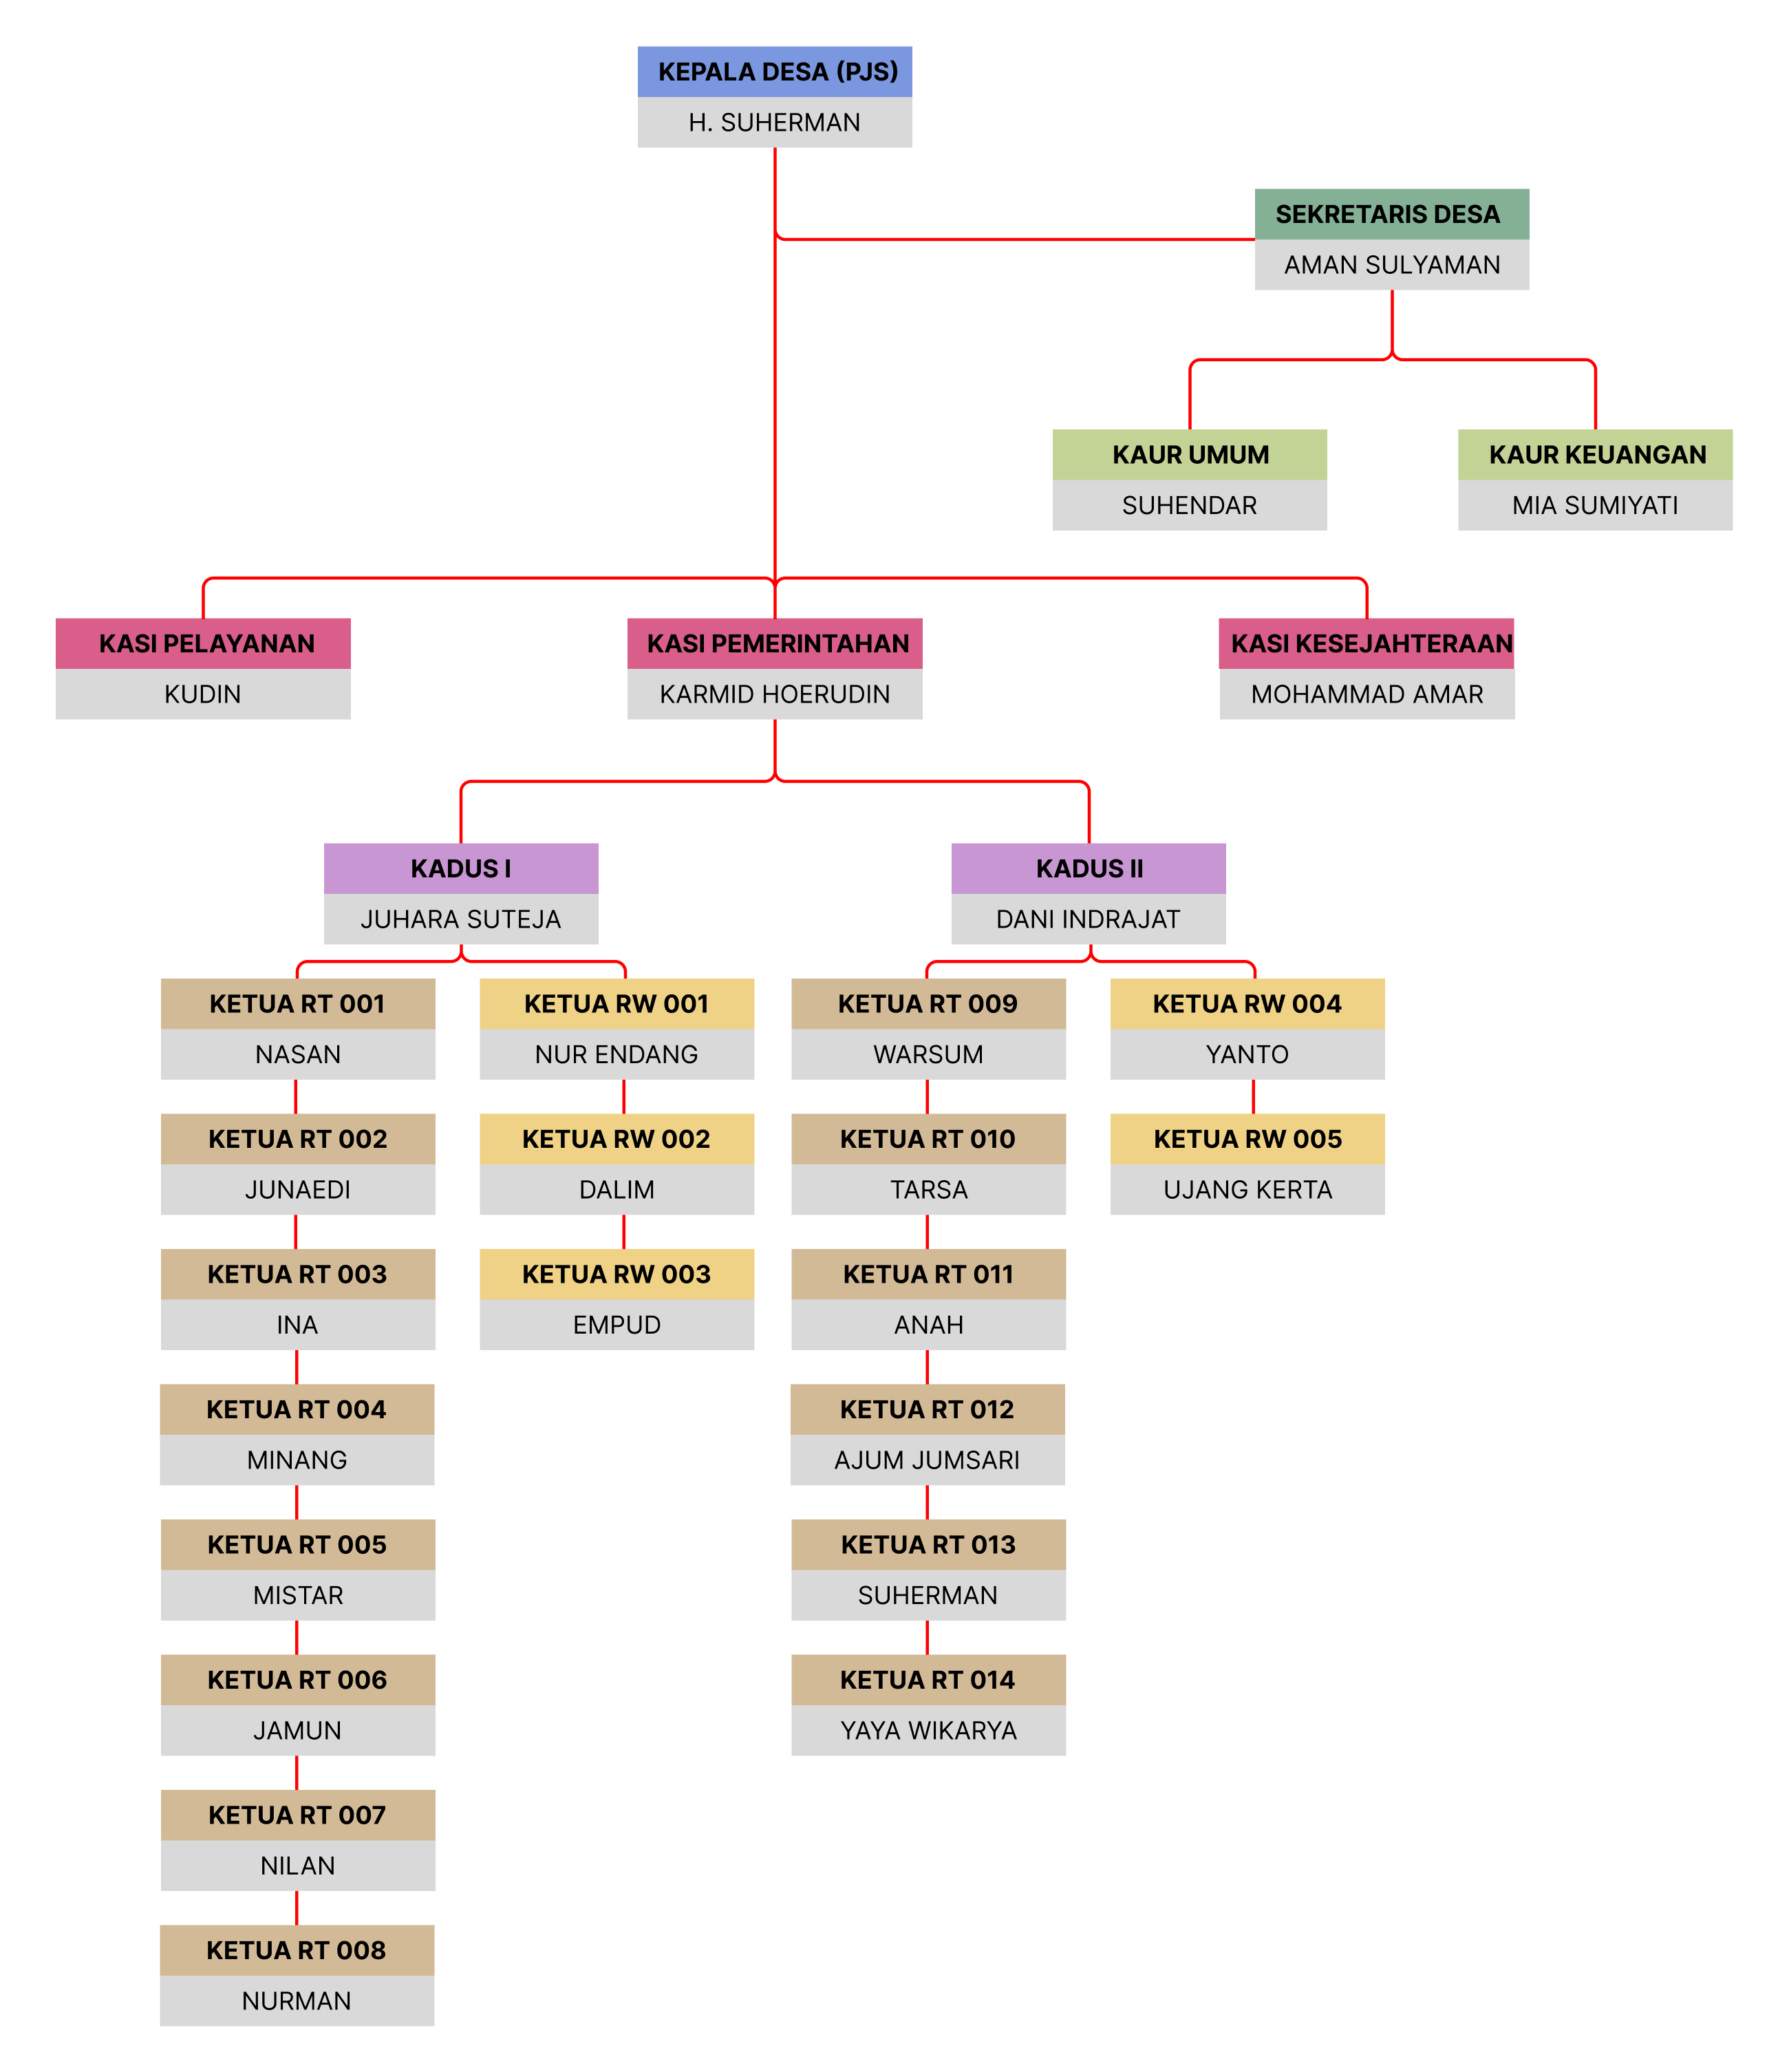 KEPALA DESA (PJS)
H. SUHERMAN
SEKRETARIS DESA
AMAN SULYAMAN
KAUR UMUM
SUHENDAR
KAUR KEUANGAN
MIA SUMIYATI
KASI PELAYANAN
KUDIN
KASI PEMERINTAHAN
KARMID HOERUDIN
KASI KESEJAHTERAAN
MOHAMMAD AMAR
KADUS I
JUHARA SUTEJA
KADUS II
DANI INDRAJAT
KETUA RT 001
NASAN
KETUA RT 002
JUNAEDI
KETUA RT 003
INA
KETUA RT 004
MINANG
KETUA RT 005
MISTAR
KETUA RT 006
JAMUN
KETUA RT 007
NILAN
KETUA RT 008
NURMAN
KETUA RW 001
NUR ENDANG
KETUA RW 002
DALIM
KETUA RW 003
EMPUD
KETUA RT 009
WARSUM
KETUA RT 010
TARSA
KETUA RT 011
ANAH
KETUA RT 012
AJUM JUMSARI
KETUA RT 013
SUHERMAN
KETUA RT 014
YAYA WIKARYA
KETUA RW 004
YANTO
KETUA RW 005
UJANG KERTA